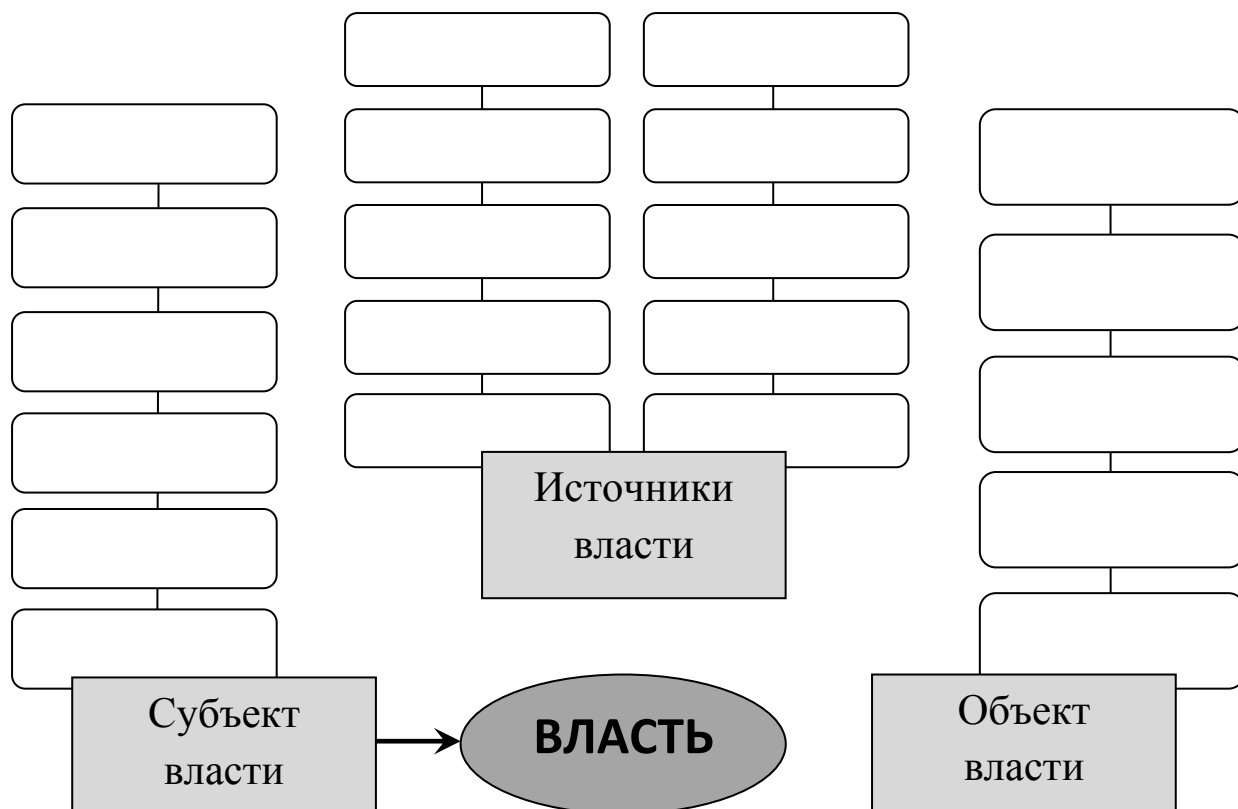 Источники
власти
Субъект
власти
ВЛАСТЬ
Объект
власти